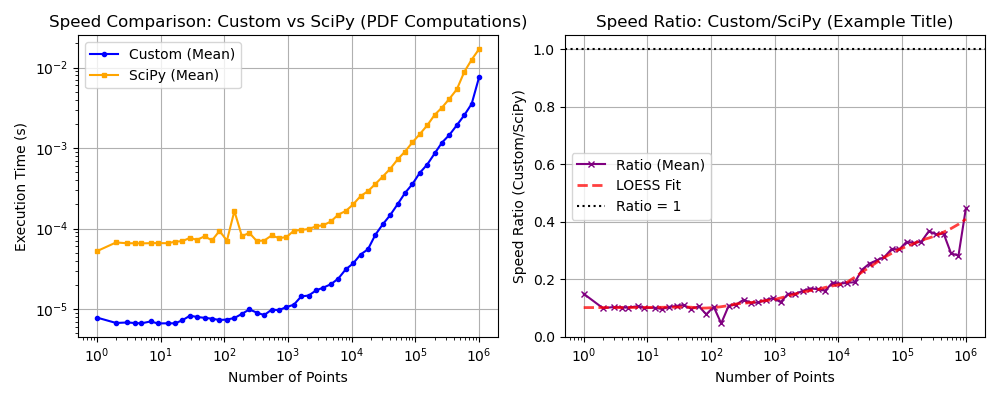 Speed Comparison: Custom vs SciPy (PDF Computations)
Custom (Mean)
SciPy (Mean)
Execution Time (s)
10⁻²
10⁻³
10⁻⁴
10⁻⁵
10⁰ 10¹ 10² 10³ 10⁴ 10⁵ 10⁶
Number of Points
Speed Ratio: Custom/SciPy (Example Title)
Speed Ratio (Custom/SciPy)
1.0
0.8
0.6
0.4
0.2
0.0
Ratio (Mean)
LOESS Fit
Ratio = 1
10⁰ 10¹ 10² 10³ 10⁴ 10⁵ 10⁶
Number of Points